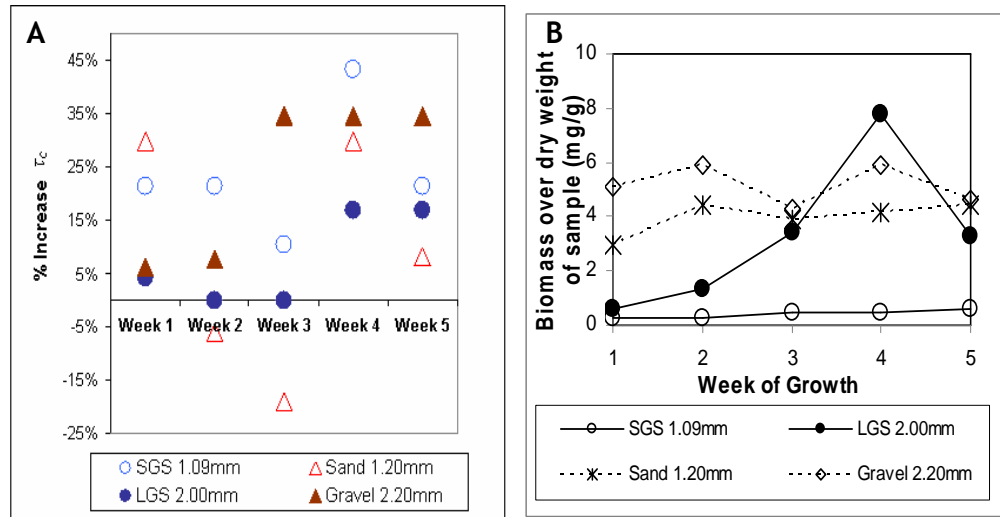 A
% Increase τc
45%
35%
25%
15%
5%
-5%
-15%
-25%
Week 1 Week 2 Week 3 Week 4 Week 5
SGS 1.09mm Sand 1.20mm
LGS 2.00mm Gravel 2.20mm
B
Biomass over dry weight
of sample (mg/g)
10
8
6
4
2
0
1 2 3 4 5
Week of Growth
SGS 1.09mm LGS 2.00mm
Sand 1.20mm Gravel 2.20mm